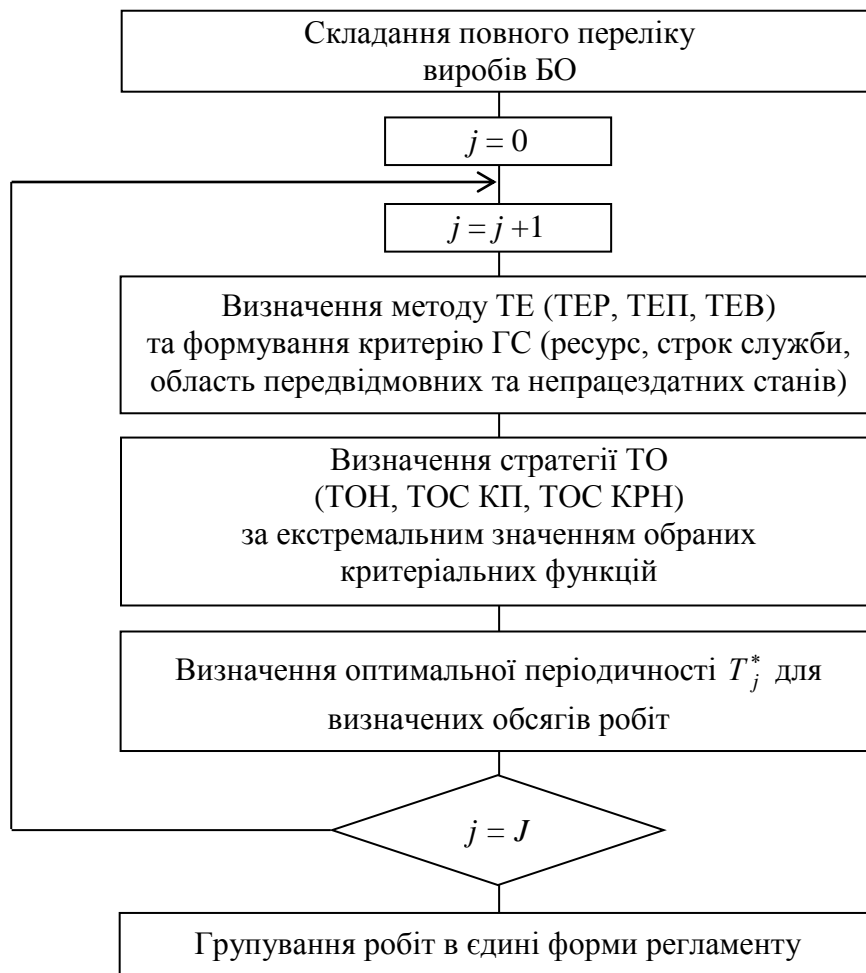 Складання повного переліку
виробів БО
j = 0
j = j +1
Визначення методу ТЕ (ТЕР, ТЕП, ТЕВ)
та формування критерію ГС (ресурс, строк служби,
область передвідмовних та непрацездатних станів)
Визначення стратегії ТО
(ТОН, ТОС КП, ТОС КРН)
за екстремальним значенням обраних
критеріальних функцій
Визначення оптимальної періодичності T*j для
визначених обсягів робіт
j = J
Групування робіт в єдині форми регламенту